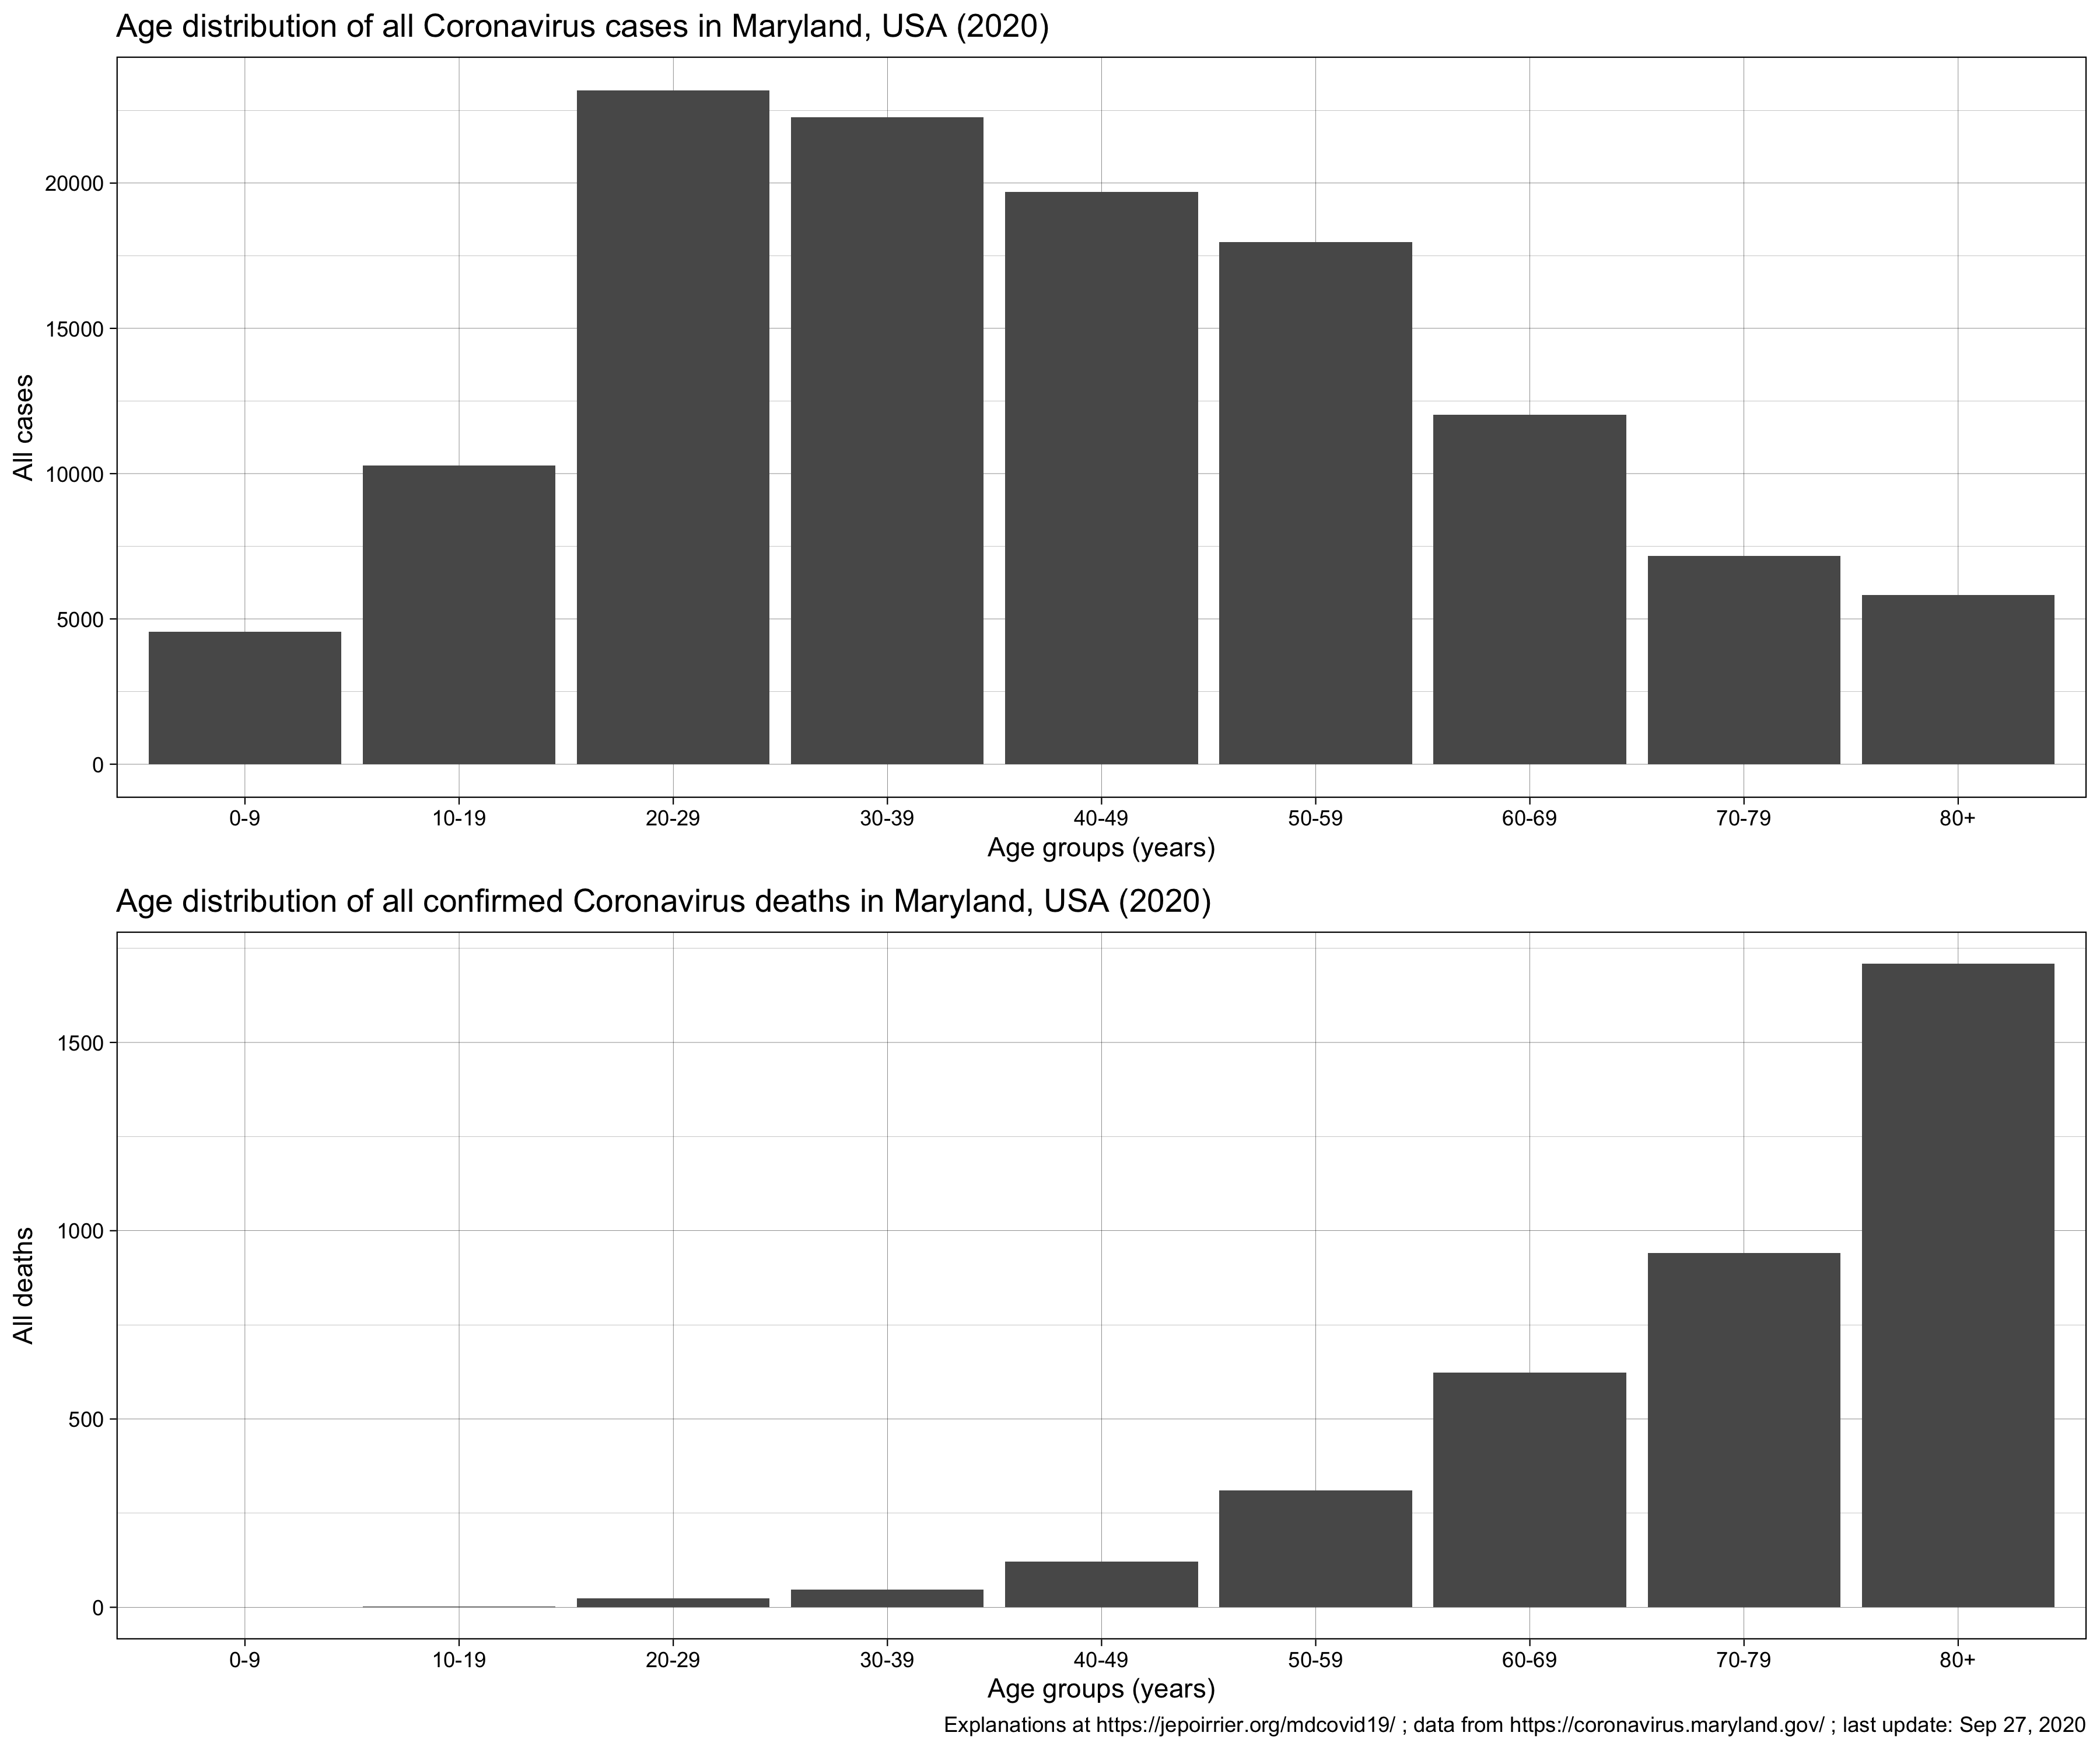 Age distribution of all Coronavirus cases in Maryland, USA (2020)
All cases
20000
15000
10000
5000
0
0-9 10-19 20-29 30-39 40-49 50-59 60-69 70-79 80+
Age groups (years)
Age distribution of all confirmed Coronavirus deaths in Maryland, USA (2020)
All deaths
1500
1000
500
0
0-9 10-19 20-29 30-39 40-49 50-59 60-69 70-79 80+
Age groups (years)
Explanations at https://jepoirrier.org/mdcovid19/ ; data from https://coronavirus.maryland.gov/ ; last update: Sep 27, 2020